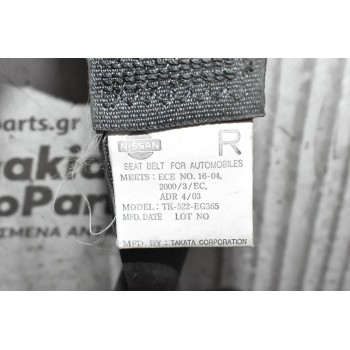 parts.gr
NISSAN
R
SEAT BELT FOR AUTOMOBILES
MEETS: ECE NO. 16-04,
2000/3/EC,
ADR 4/03
MODEL: TK-522-EG365
MFD. DATE LOT NO
MFD. BY: TAKATA CORPORATION